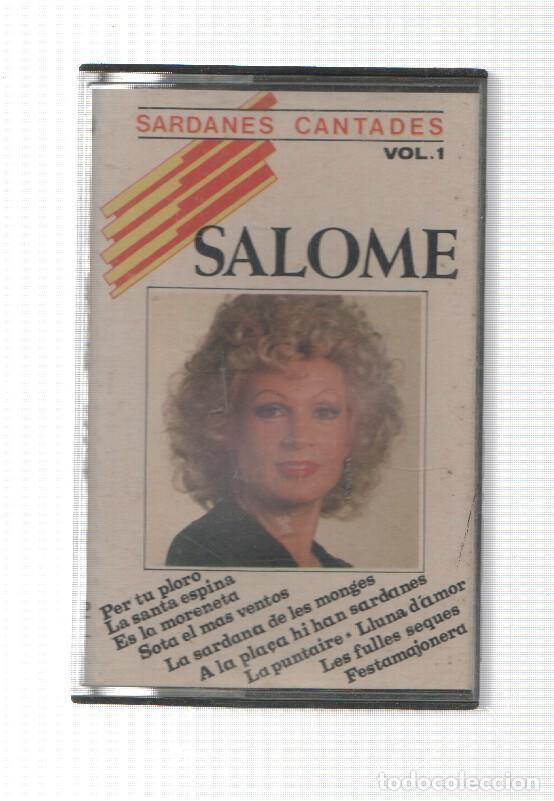 SARDANES CANTADES
VOL.1
SALOME
Per tu ploro
La santa espina
Es la moreneta
Sota el mas ventos
La sardana de les monges
A la plaça hi han sardanes
La puntaire • Lluna d'amor
Les fulles seques
Festamajonera
todocoleccion